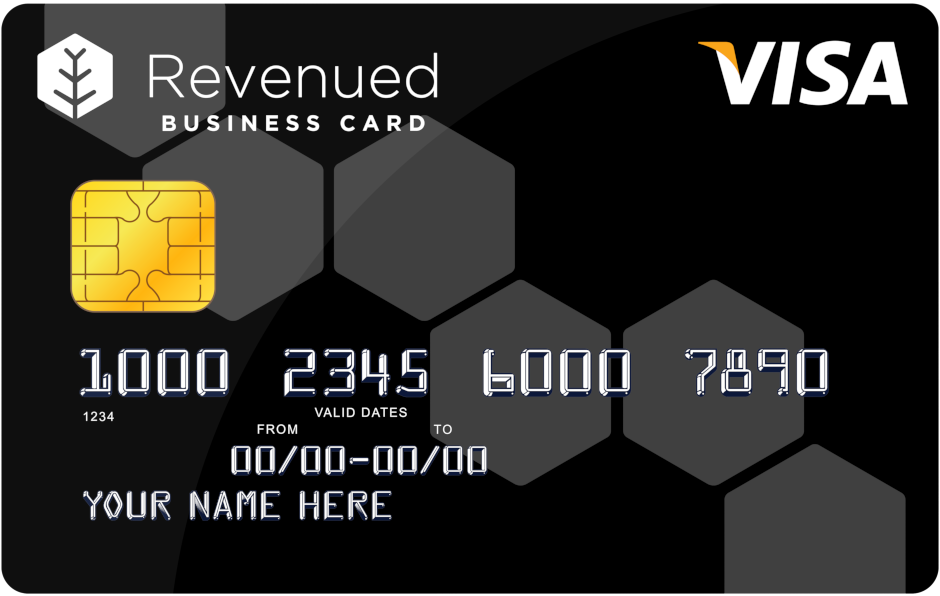 Revenued
BUSINESS CARD
VISA
1000 2345 6000 7890
1234
VALID DATES
FROM TO
00/00-00/00
YOUR NAME HERE